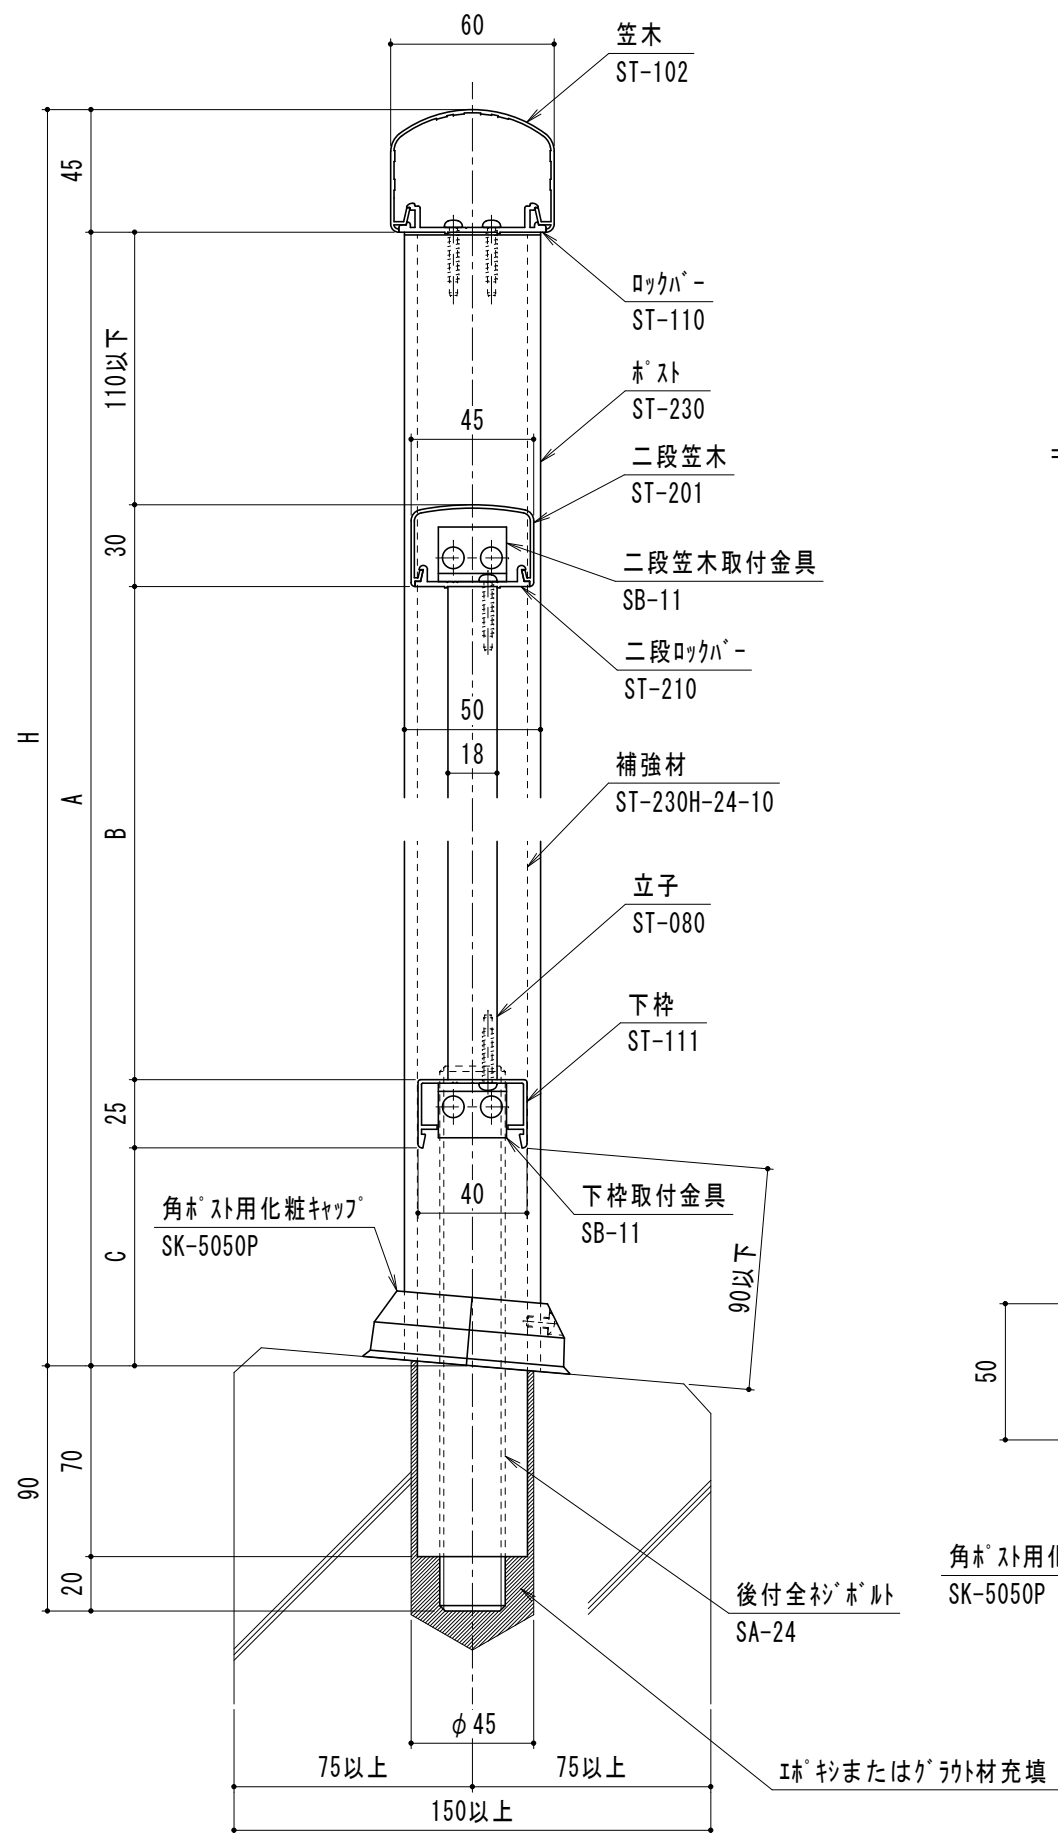 60
笠木
ST-102
45
ロックバー
ST-110
110以下
ポスト
ST-230
45
二段笠木
ST-201
30
二段笠木取付金具
SB-11
二段ロックバー
ST-210
50
H
18
補強材
ST-230H-24-10
A
B
立子
ST-080
下枠
ST-111
25
角ポスト用化粧キャップ
SK-5050P
40
下枠取付金具
SB-11
C
90以下
50
70
90
角ポスト用化
SK-5050P
20
後付全ネジボルト
SA-24
φ45
75以上
75以上
エポキシまたはグラウト材充填
150以上